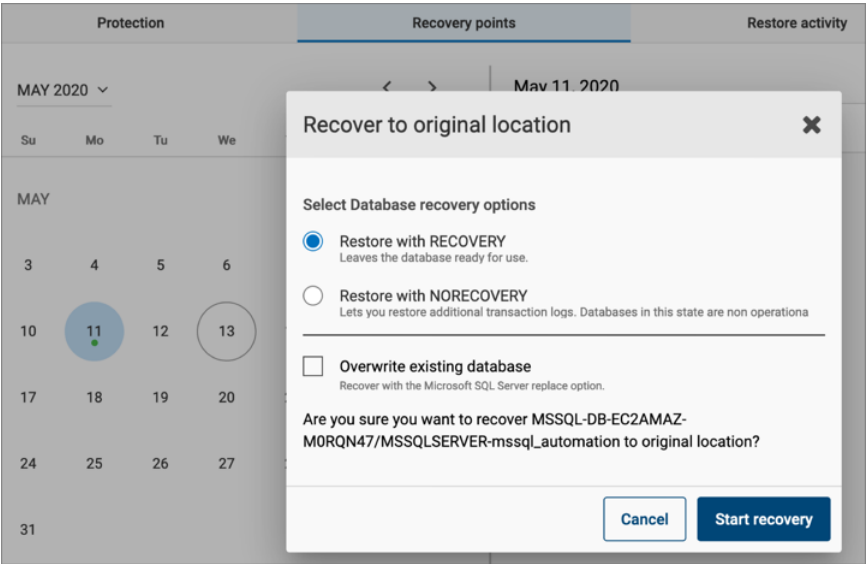 Protection
Recovery points
Restore activity
MAY 2020
May 11, 2020
Su Mo Tu We
MAY
3 4 5 6
10 11 12 13
17 18 19 20
24 25 26 27
31
Recover to original location
Select Database recovery options
Restore with RECOVERY
Leaves the database ready for use.
Restore with NORECOVERY
Lets you restore additional transaction logs. Databases in this state are non operationa
Overwrite existing database
Recover with the Microsoft SQL Server replace option.
Are you sure you want to recover MSSQL-DB-EC2AMAZ-
M0RQN47/MSSQLSERVER-mssql_automation to original location?
Cancel
Start recovery